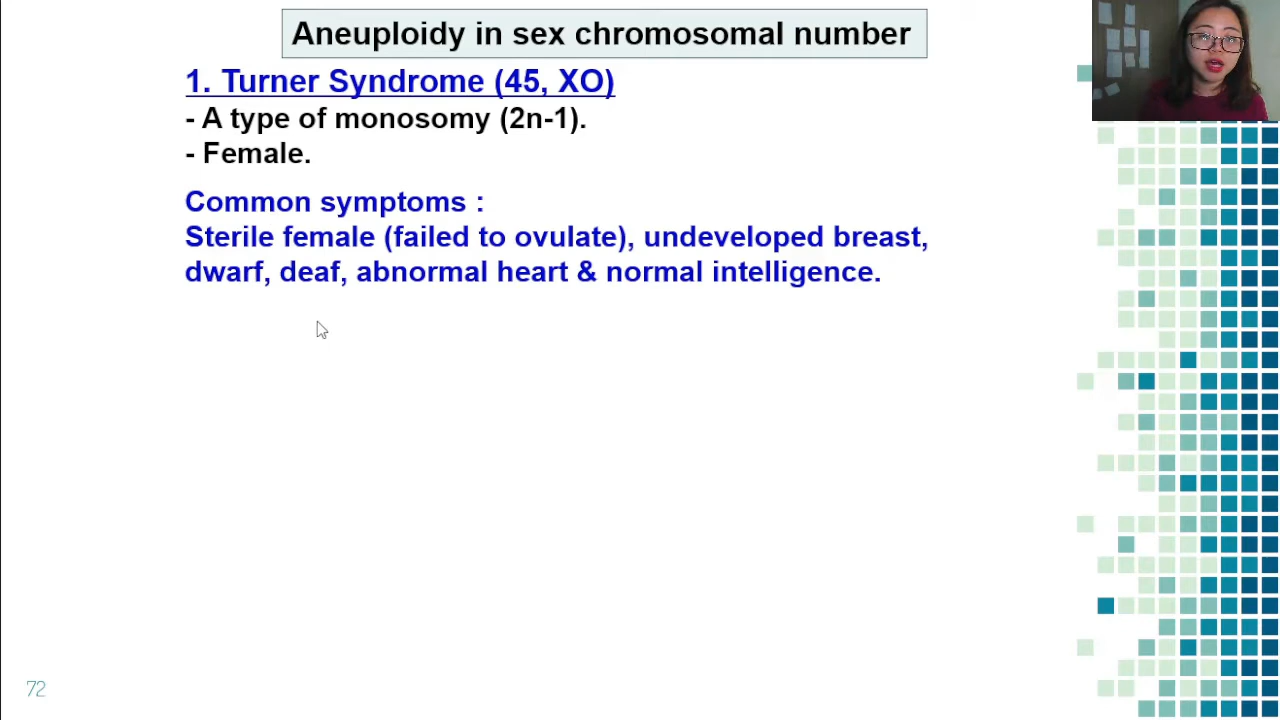 Aneuploidy in sex chromosomal number
1. Turner Syndrome (45, XO)
- A type of monosomy (2n-1).
- Female.
Common symptoms :
Sterile female (failed to ovulate), undeveloped breast,
dwarf, deaf, abnormal heart & normal intelligence.
72